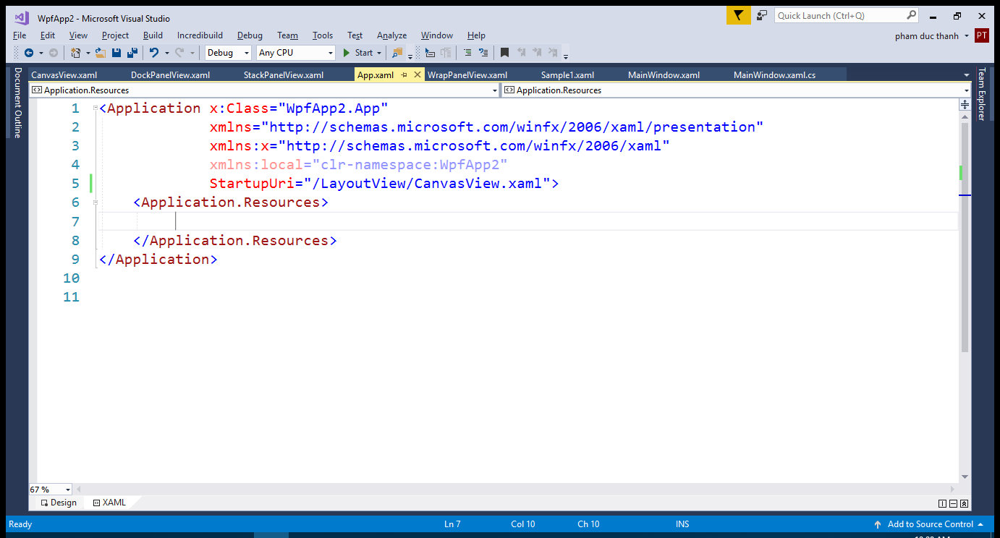 WpfApp2 - Microsoft Visual Studio
Quick Launch (Ctrl+Q)
File Edit View Project Build Incredibuild Debug Team Tools Test Analyze Window Help
pham duc thanh PT
Debug Any CPU Start
Document Outline
CanvasView.xaml DockPanelView.xaml StackPanelView.xaml App.xaml WrapPanelView.xaml Sample1.xaml MainWindow.xaml MainWindow.xaml.cs
Team Explorer
Application.Resources Application.Resources
1 <Application x:Class="WpfApp2.App"
2 xmlns="http://schemas.microsoft.com/winfx/2006/xaml/presentation"
3 xmlns:x="http://schemas.microsoft.com/winfx/2006/xaml"
4 xmlns:local="clr-namespace:WpfApp2"
5 StartupUri="/LayoutView/CanvasView.xaml">
6 <Application.Resources>
7
8 </Application.Resources>
9 </Application>
10
11
67 %
Design XAML
Ready Ln 7 Col 10 Ch 10 INS Add to Source Control